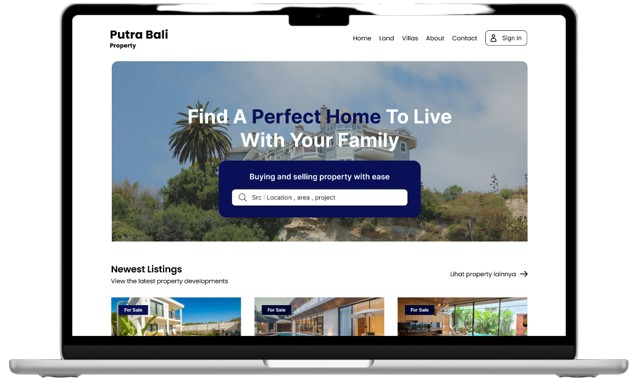 Putra Bali
Property
Home Land Villas About Contact Sign in
Find A Perfect Home To Live
With Your Family
Buying and selling property with ease
Src : Location , area , project
Newest Listings
View the latest property developments
Lihat property lainnya
For Sale For Sale For Sale